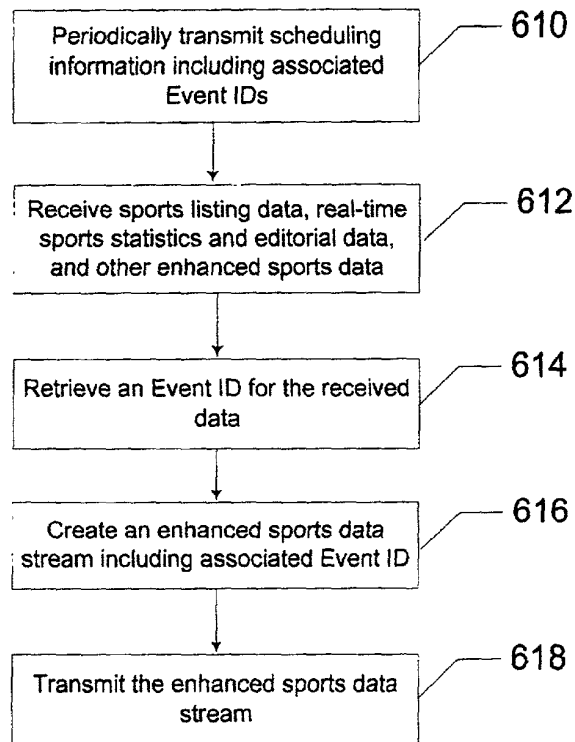 610
Periodically transmit scheduling
information including associated
Event IDs
612
Receive sports listing data, real-time
sports statistics and editorial data,
and other enhanced sports data
614
Retrieve an Event ID for the received
data
616
Create an enhanced sports data
stream including associated Event ID
618
Transmit the enhanced sports data
stream